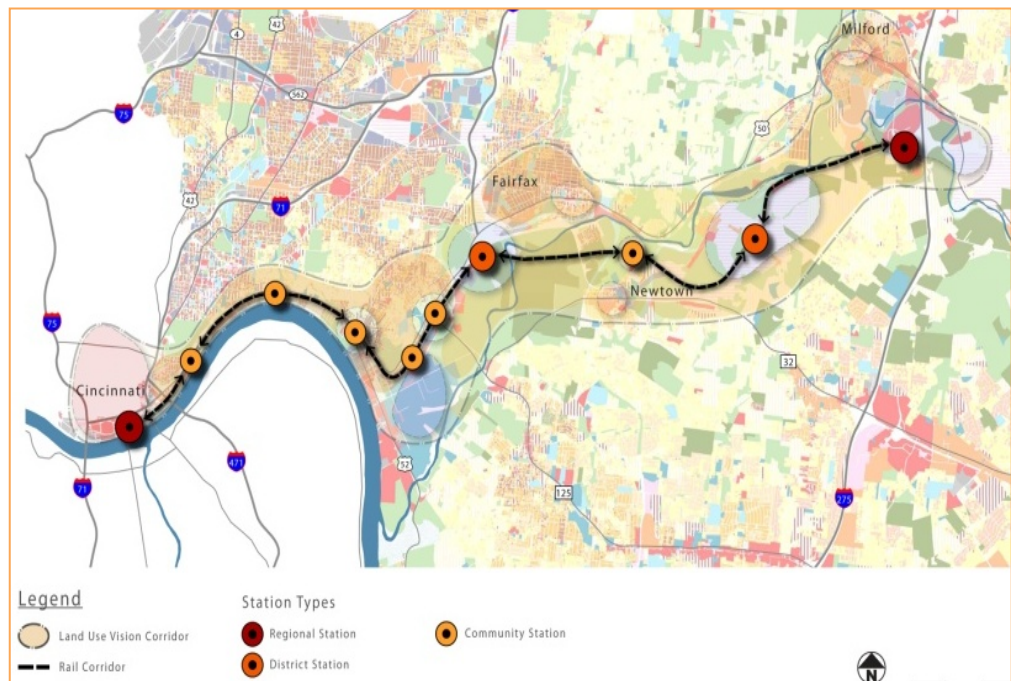 Milford
42
4
562
75
50
42
71
Fairfax
Newtown
75
32
Cincinnati
471
52
71
125
275
Legend
Station Types
Land Use Vision Corridor
Regional Station
Community Station
Rail Corridor
District Station
N